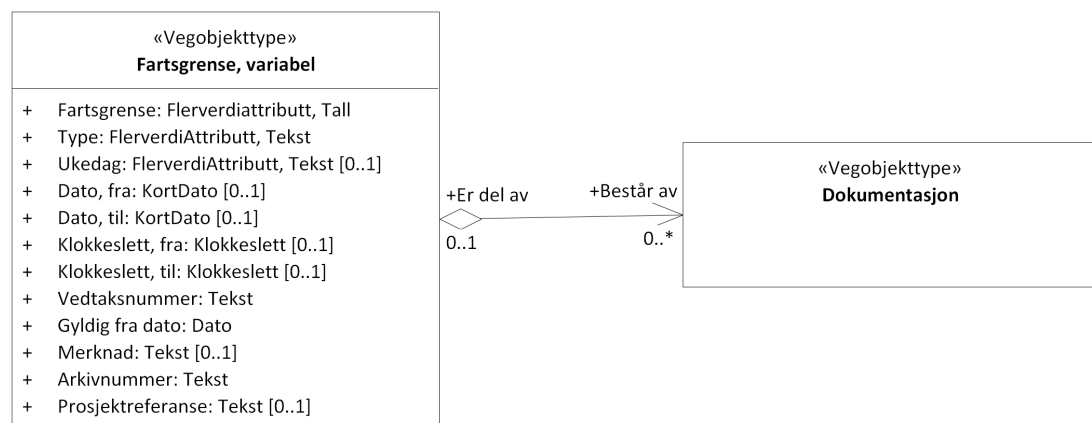 «Vegobjekttype»
Fartsgrense, variabel
+ Fartsgrense: Flerverdiattributt, Tall
+ Type: FlerverdiAttributt, Tekst
+ Ukedag: FlerverdiAttributt, Tekst [0..1]
+ Dato, fra: KortDato [0..1]
+ Dato, til: KortDato [0..1]
+ Klokkeslett, fra: Klokkeslett [0..1]
+ Klokkeslett, til: Klokkeslett [0..1]
+ Vedtaksnummer: Tekst
+ Gyldig fra dato: Dato
+ Merknad: Tekst [0..1]
+ Arkivnummer: Tekst
+ Prosjektreferanse: Tekst [0..1]
+Er del av
0..1
+Består av
0..*
«Vegobjekttype»
Dokumentasjon